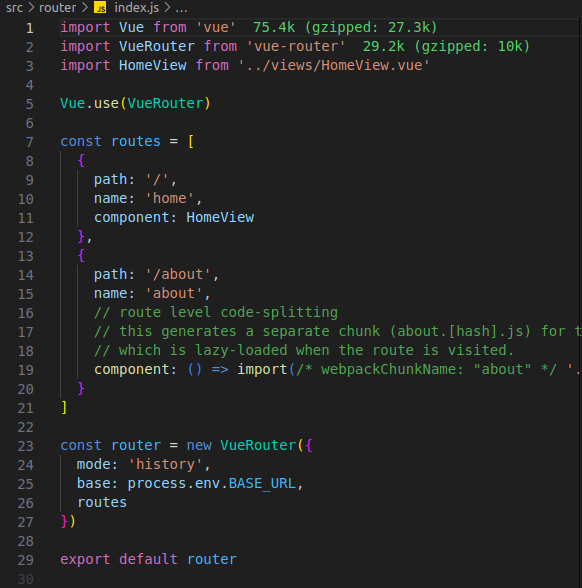 src > router > JS index.js > ...
1 import Vue from 'vue' 75.4k (gzipped: 27.3k)
2 import VueRouter from 'vue-router' 29.2k (gzipped: 10k)
3 import HomeView from '../views/HomeView.vue'
4
5 Vue.use(VueRouter)
6
7 const routes = [
8 {
9 path: '/',
10 name: 'home',
11 component: HomeView
12 },
13 {
14 path: '/about',
15 name: 'about',
16 // route level code-splitting
17 // this generates a separate chunk (about.[hash].js) for t
18 // which is lazy-loaded when the route is visited.
19 component: () => import(/* webpackChunkName: "about" */ '.
20 }
21 ]
22
23 const router = new VueRouter({
24 mode: 'history',
25 base: process.env.BASE_URL,
26 routes
27 })
28
29 export default router
30